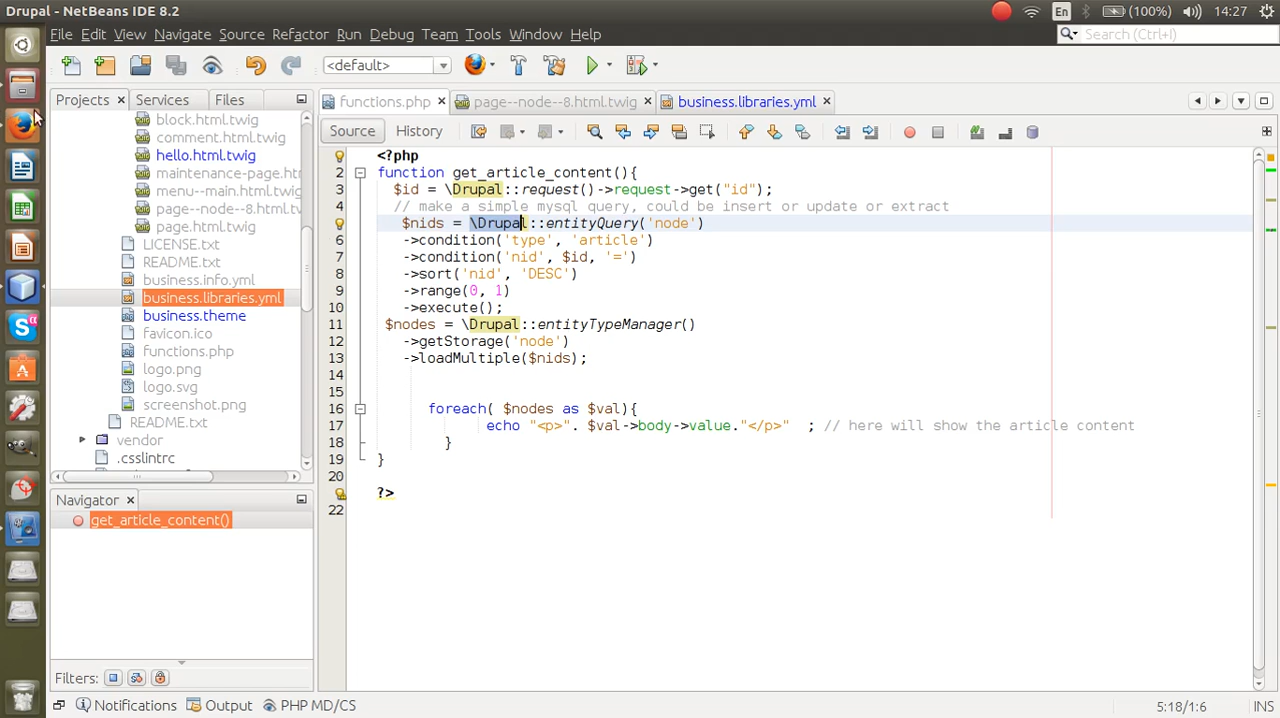 Drupal - NetBeans IDE 8.2
En
(100%)
14:27
File Edit View Navigate Source Refactor Run Debug Team Tools Window Help
Search (Ctrl+I)
<default>
Projects Services Files
functions.php page--node--8.html.twig business.libraries.yml
Source History
block.html.twig
comment.html.twig
hello.html.twig
maintenance-page.h
menu--main.html.tw
page--node--8.html.t
page.html.twig
LICENSE.txt
README.txt
business.info.yml
business.libraries.yml
business.theme
favicon.ico
functions.php
logo.png
logo.svg
screenshot.png
README.txt
vendor
.csslintrc
Navigator
get_article_content()
Filters:
1 <?php
2 function get_article_content(){
3 $id = \Drupal::request()->request->get("id");
4 // make a simple mysql query, could be insert or update or extract
$nids = \Drupal::entityQuery('node')
6 ->condition('type', 'article')
7 ->condition('nid', $id, '=')
8 ->sort('nid', 'DESC')
9 ->range(0, 1)
10 ->execute();
11 $nodes = \Drupal::entityTypeManager()
12 ->getStorage('node')
13 ->loadMultiple($nids);
14
15
16 foreach( $nodes as $val){
17 echo "<p>". $val->body->value."</p>" ; // here will show the article content
18 }
19 }
20
?>
22
Notifications Output PHP MD/CS
5:18/1:6
INS